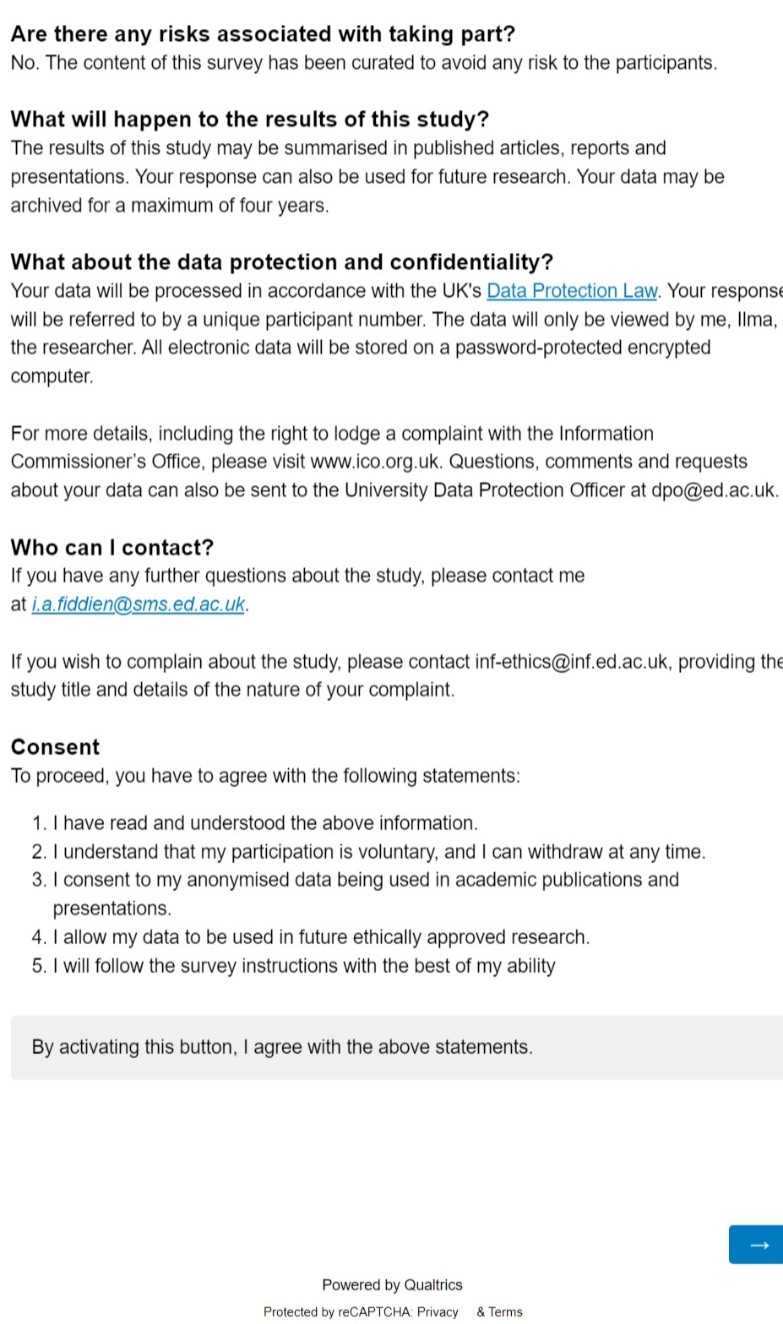 Are there any risks associated with taking part?
No. The content of this survey has been curated to avoid any risk to the participants.
What will happen to the results of this study?
The results of this study may be summarised in published articles, reports and
presentations. Your response can also be used for future research. Your data may be
archived for a maximum of four years.
What about the data protection and confidentiality?
Your data will be processed in accordance with the UK's Data Protection Law. Your response
will be referred to by a unique participant number. The data will only be viewed by me, Ilma,
the researcher. All electronic data will be stored on a password-protected encrypted
computer.
For more details, including the right to lodge a complaint with the Information
Commissioner's Office, please visit www.ico.org.uk. Questions, comments and requests
about your data can also be sent to the University Data Protection Officer at dpo@ed.ac.uk.
Who can I contact?
If you have any further questions about the study, please contact me
at i.a.fiddien@sms.ed.ac.uk.
If you wish to complain about the study, please contact inf-ethics@inf.ed.ac.uk, providing the
study title and details of the nature of your complaint.
Consent
To proceed, you have to agree with the following statements:
1. I have read and understood the above information.
2. I understand that my participation is voluntary, and I can withdraw at any time.
3. I consent to my anonymised data being used in academic publications and
presentations.
4. I allow my data to be used in future ethically approved research.
5. I will follow the survey instructions with the best of my ability
By activating this button, I agree with the above statements.
→
Powered by Qualtrics
Protected by reCAPTCHA: Privacy & Terms